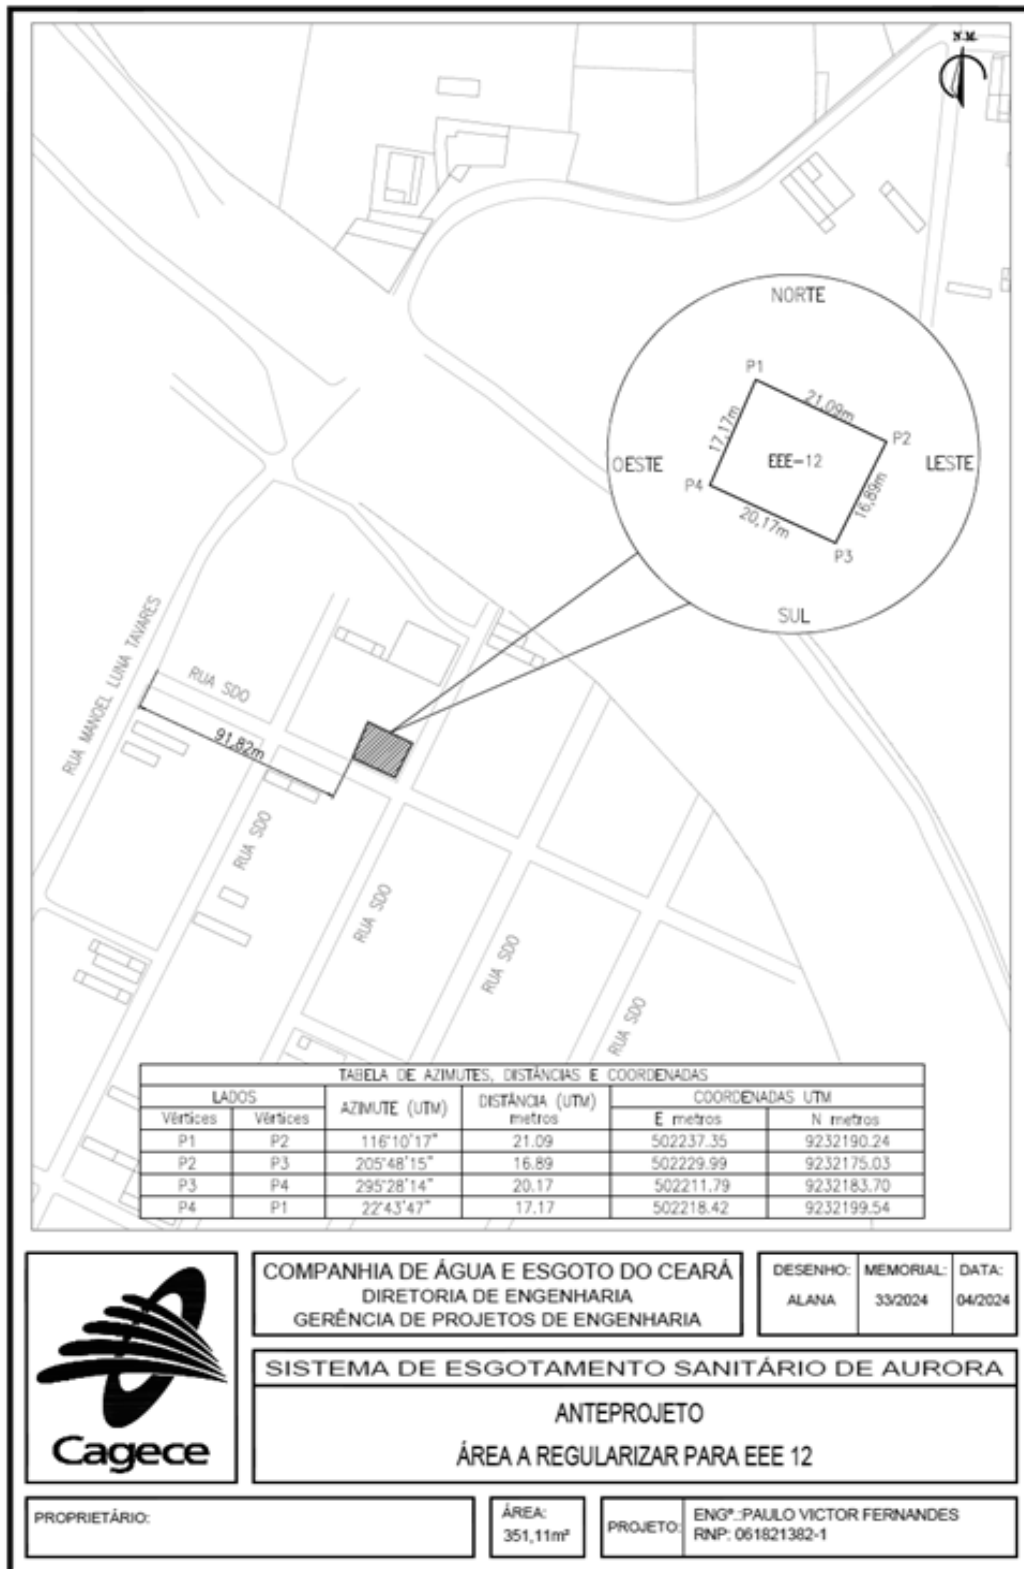 N.M.
NORTE
P1
21,09m
17,17m
P2
OESTE
EEE-12
LESTE
P4
16,89m
20,17m
P3
SUL
RUA MANOEL LUNA TAVARES
RUA SDO
91,82m
RUA SDO
RUA SDO
RUA SDO
RUA SDO
TABELA DE AZIMUTES, DISTÂNCIAS E COORDENADAS
LADOS AZIMUTE (UTM) DISTÂNCIA (UTM) metros COORDENADAS UTM
Vértices Vértices E metros N metros
P1 P2 116°10'17" 21.09 502237.35 9232190.24
P2 P3 205°48'15" 16.89 502229.99 9232175.03
P3 P4 295°28'14" 20.17 502211.79 9232183.70
P4 P1 22°43'47" 17.17 502218.42 9232199.54
Cagece
COMPANHIA DE ÁGUA E ESGOTO DO CEARÁ
DIRETORIA DE ENGENHARIA
GERÊNCIA DE PROJETOS DE ENGENHARIA
DESENHO: MEMORIAL: DATA:
ALANA 33/2024 04/2024
SISTEMA DE ESGOTAMENTO SANITÁRIO DE AURORA
ANTEPROJETO
ÁREA A REGULARIZAR PARA EEE 12
PROPRIETÁRIO:
ÁREA:
351,11m²
PROJETO:
ENGº.:PAULO VICTOR FERNANDES
RNP: 061821382-1